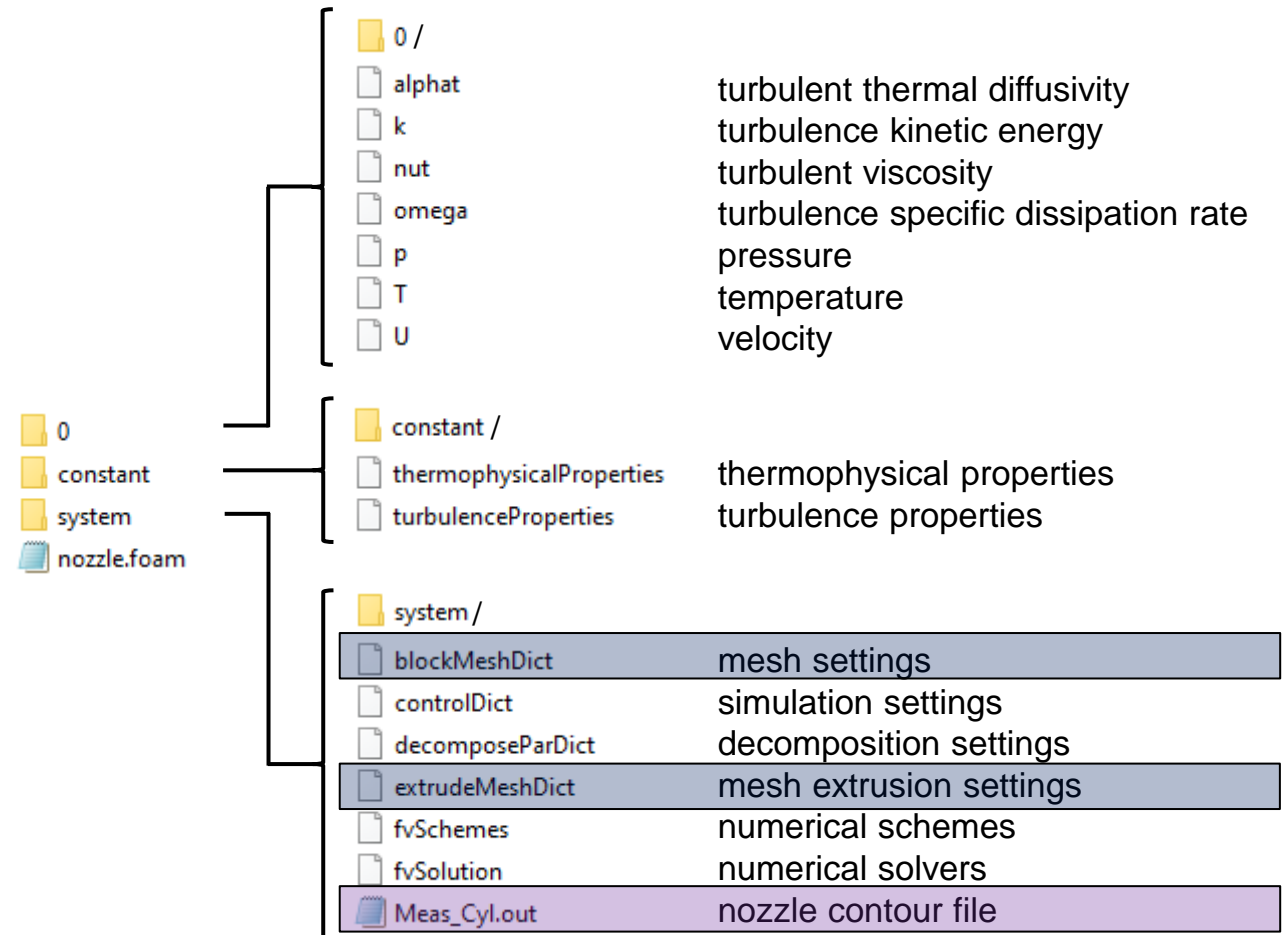 0 /
alphat turbulent thermal diffusivity
k turbulence kinetic energy
nut turbulent viscosity
omega turbulence specific dissipation rate
p pressure
T temperature
U velocity
0
constant
system
nozzle.foam
constant /
thermophysicalProperties thermophysical properties
turbulenceProperties turbulence properties
system /
blockMeshDict mesh settings
controlDict simulation settings
decomposeParDict decomposition settings
extrudeMeshDict mesh extrusion settings
fvSchemes numerical schemes
fvSolution numerical solvers
Meas_Cyl.out nozzle contour file